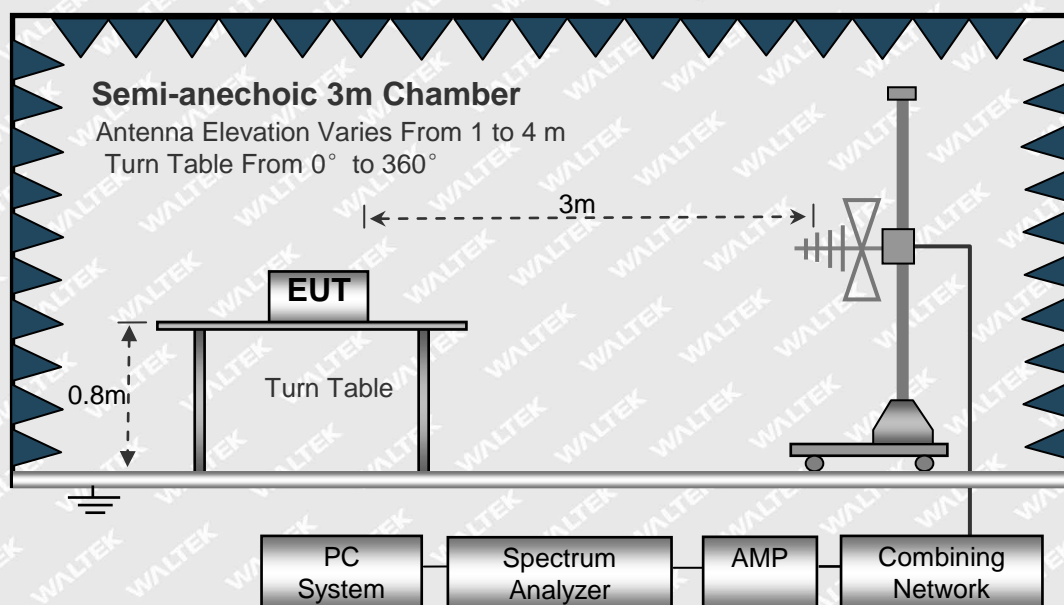 Semi-anechoic 3m Chamber
Antenna Elevation Varies From 1 to 4 m
Turn Table From 0° to 360°
3m
EUT
0.8m
Turn Table
PC
System
Spectrum
Analyzer
AMP
Combining
Network
WALTEK